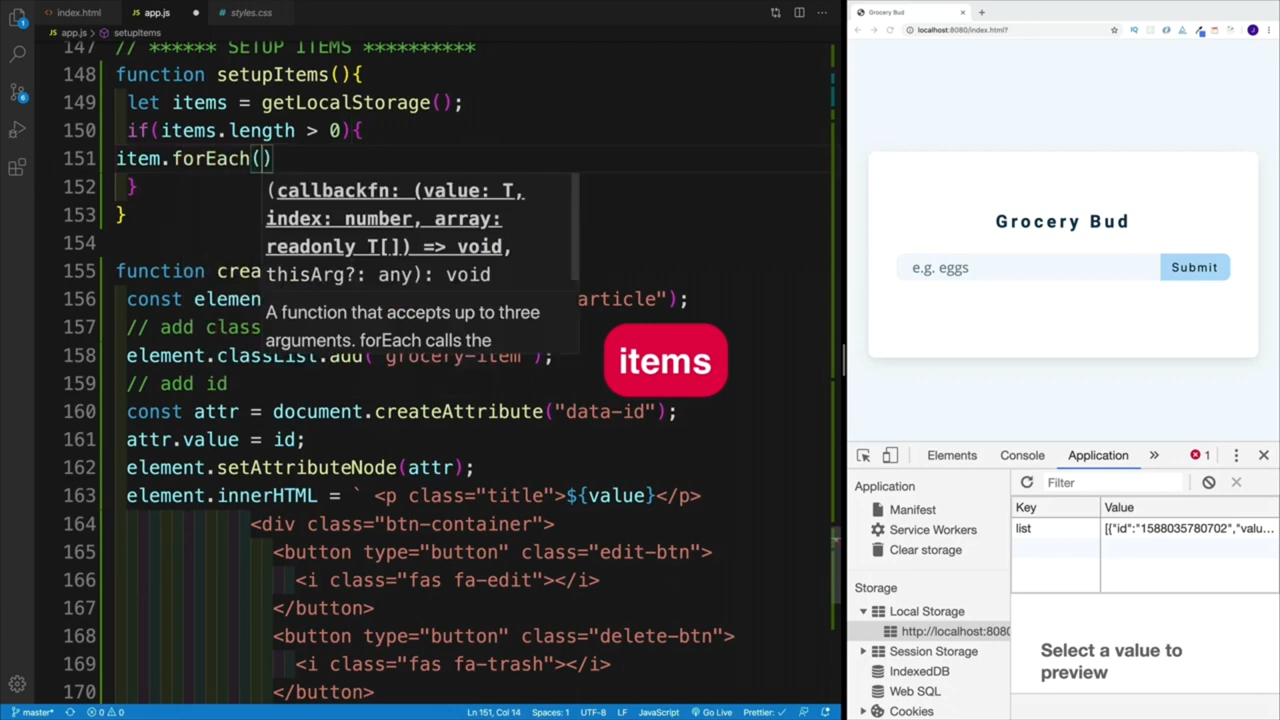 index.html
app.js
styles.css
app.js > setupItems
147 // ****** SETUP ITEMS **********
148 function setupItems(){
149 let items = getLocalStorage();
150 if(items.length > 0){
151 item.forEach()
152 }
153 }
154
155 function crea
156 const elemen article");
157 // add class
158 element.classList.add("grocery-item");
159 // add id
160 const attr = document.createAttribute("data-id");
161 attr.value = id;
162 element.setAttributeNode(attr);
163 element.innerHTML = ` <p class="title">${value}</p>
164 <div class="btn-container">
165 <button type="button" class="edit-btn">
166 <i class="fas fa-edit"></i>
167 </button>
168 <button type="button" class="delete-btn">
169 <i class="fas fa-trash"></i>
170 </button>
(callbackfn: (value: T,
index: number, array:
readonly T[]) => void,
thisArg?: any): void
A function that accepts up to three
arguments. forEach calls the
items
1
6
master*
0 0
Ln 151, Col 14
Spaces: 1
UTF-8
LF
JavaScript
Go Live
Prettier: ✓
Grocery Bud
localhost:8080/index.html?
J
Grocery Bud
e.g. eggs
Submit
Elements Console Application » 1
Application
Manifest
Service Workers
Clear storage
Storage
Local Storage
http://localhost:8080
Session Storage
IndexedDB
Web SQL
Cookies
Filter
Key Value
list [{"id":"1588035780702","valu...
Select a value to
preview